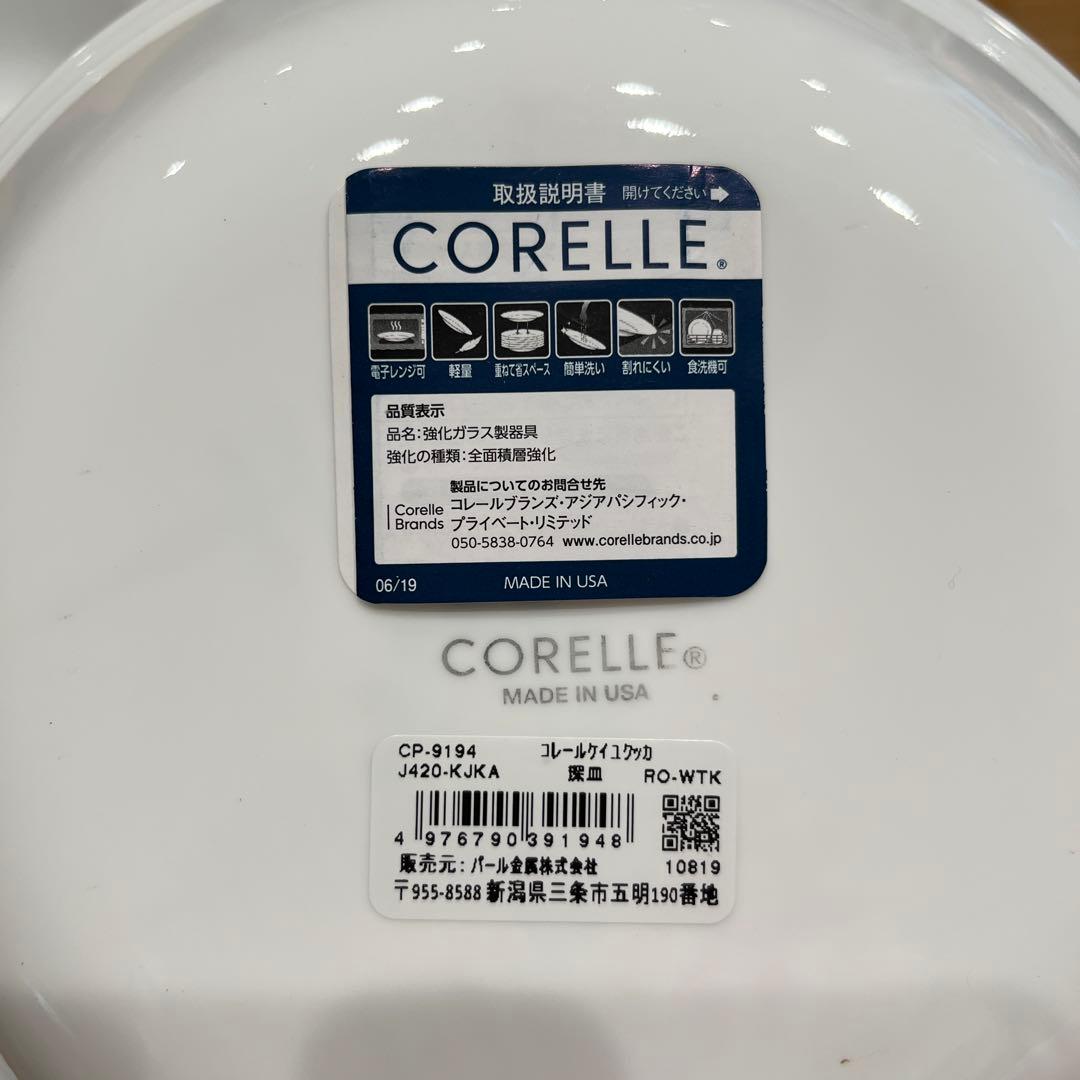 取扱説明書 開けてください
CORELLE®
電子レンジ可 軽量 重ねて省スペース 簡単洗い 割れにくい 食洗機可
品質表示
品名:強化ガラス製器具
強化の種類:全面積層強化
製品についてのお問合せ先
Corelle Brands
コレールブランズ・アジアパシフィック・
プライベート・リミテッド
050-5838-0764 www.corellebrands.co.jp
06/19 MADE IN USA
CORELLE®
MADE IN USA
CP-9194 コレールケイユクッカ
J420-KJKA 深皿 RO-WTK
4 976790 391948
販売元:パール金属株式会社 10819
〒955-8588 新潟県三条市五明190番地